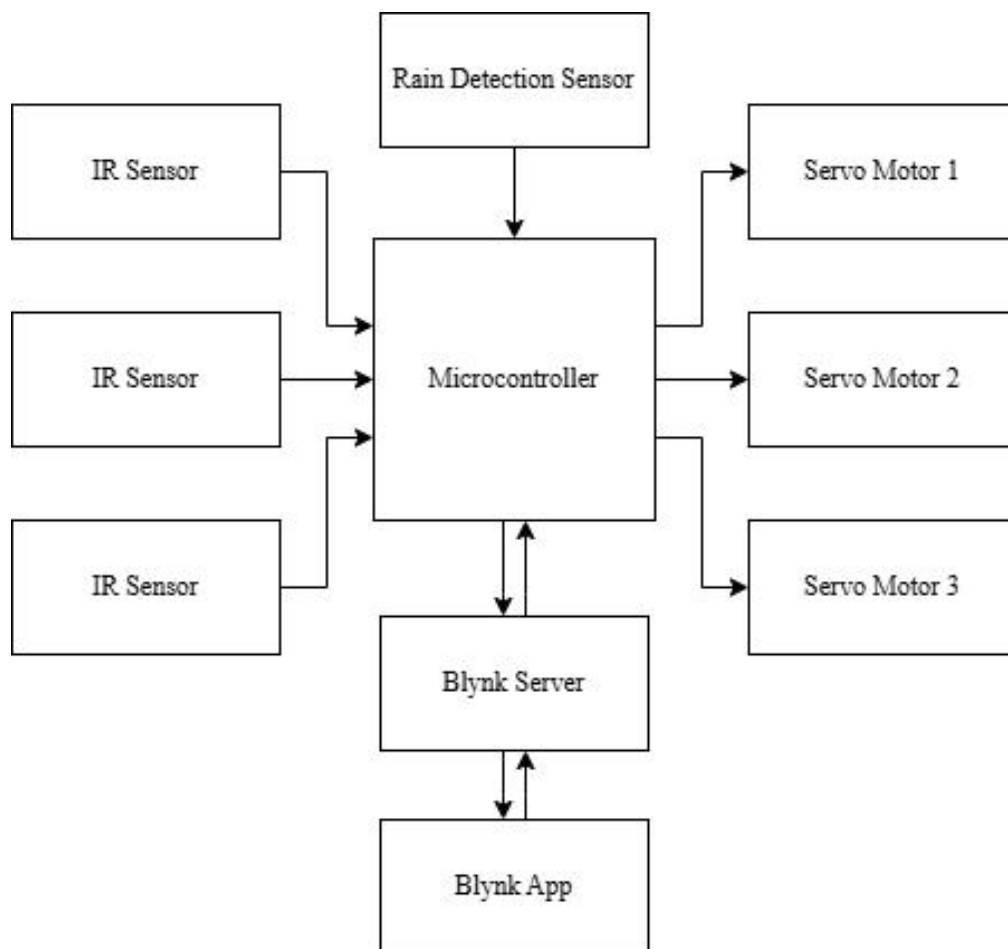 Rain Detection Sensor
IR Sensor
Servo Motor 1
IR Sensor
Microcontroller
Servo Motor 2
IR Sensor
Servo Motor 3
Blynk Server
Blynk App